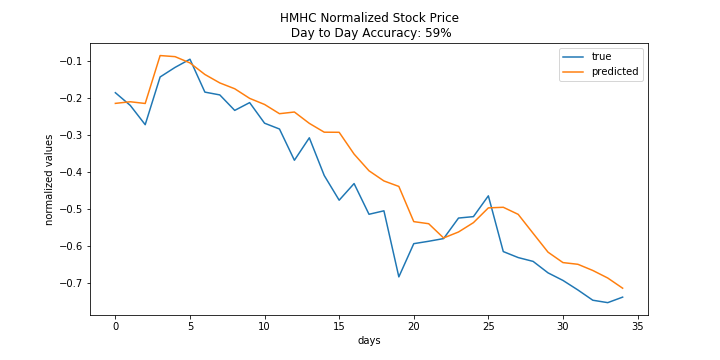 HMHC Normalized Stock Price
Day to Day Accuracy: 59%
true
predicted
normalized values
−0.1
−0.2
−0.3
−0.4
−0.5
−0.6
−0.7
0
5
10
15
20
25
30
35
days